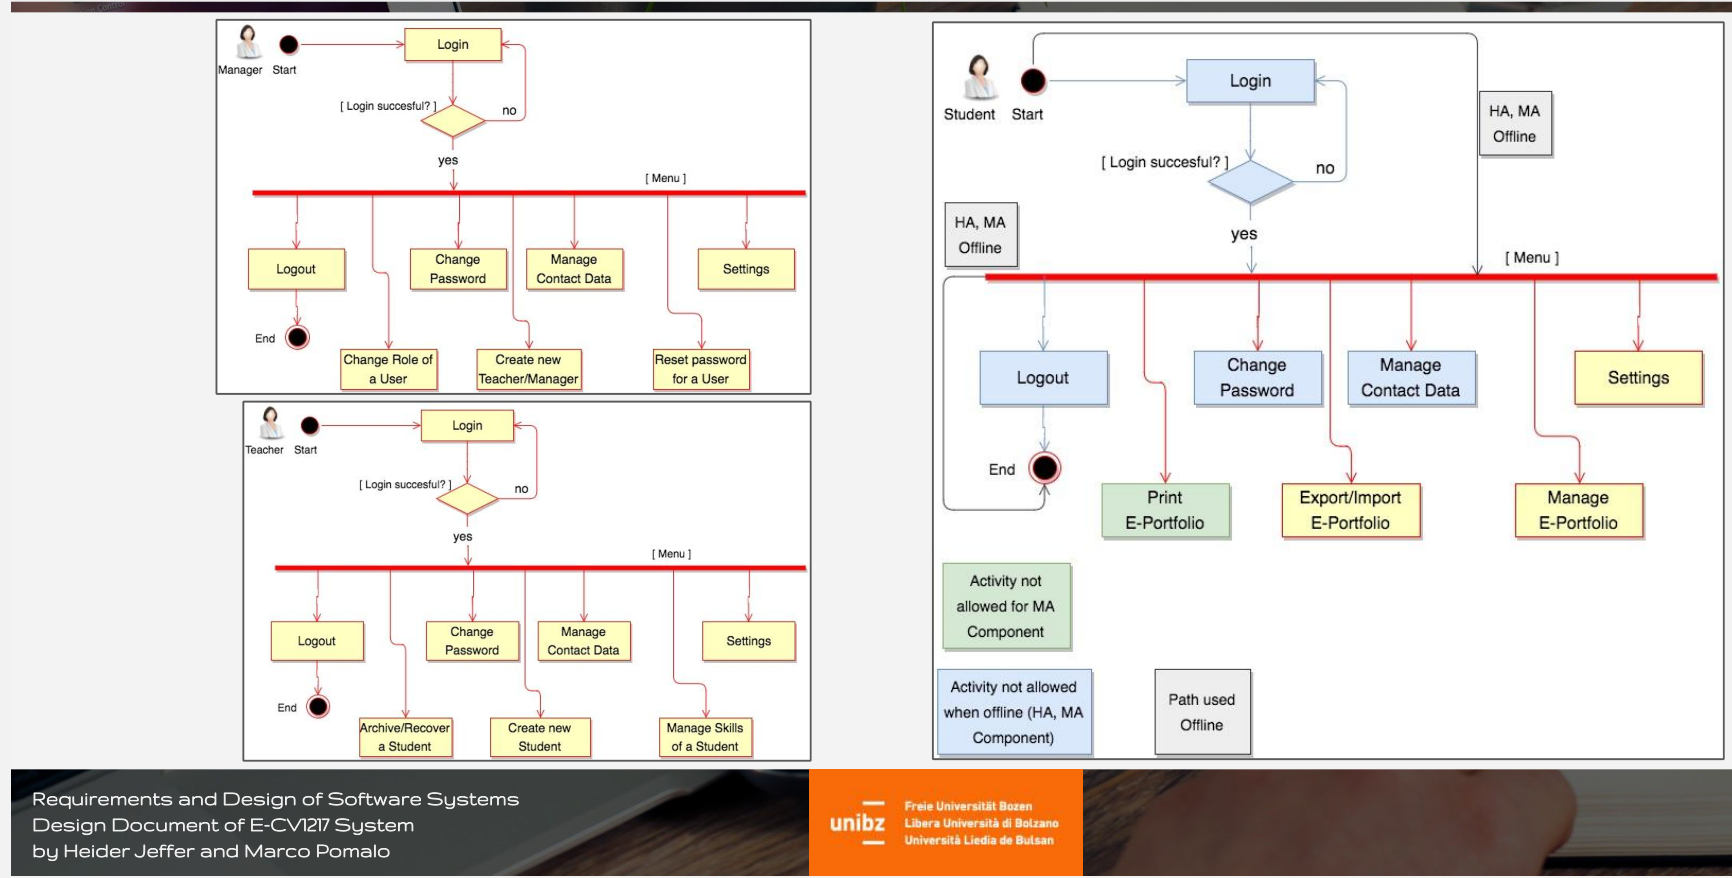 Manager
Start
Login
[ Login succesful? ]
no
yes
[ Menu ]
Logout
Change
Password
Manage
Contact Data
Settings
End
Change Role of
a User
Create new
Teacher/Manager
Reset password
for a User
Teacher
Start
Login
[ Login succesful? ]
no
yes
[ Menu ]
Logout
Change
Password
Manage
Contact Data
Settings
End
Archive/Recover
a Student
Create new
Student
Manage Skills
of a Student
Student
Start
Login
HA, MA
Offline
[ Login succesful? ]
no
HA, MA
Offline
yes
[ Menu ]
Logout
Change
Password
Manage
Contact Data
Settings
End
Print
E-Portfolio
Export/Import
E-Portfolio
Manage
E-Portfolio
Activity not
allowed for MA
Component
Activity not allowed
when offline (HA, MA
Component)
Path used
Offline
Requirements and Design of Software Systems
Design Document of E-CV1217 System
by Heider Jeffer and Marco Pomalo
unibz
Freie Universität Bozen
Libera Università di Bolzano
Università Liedia de Bulsan